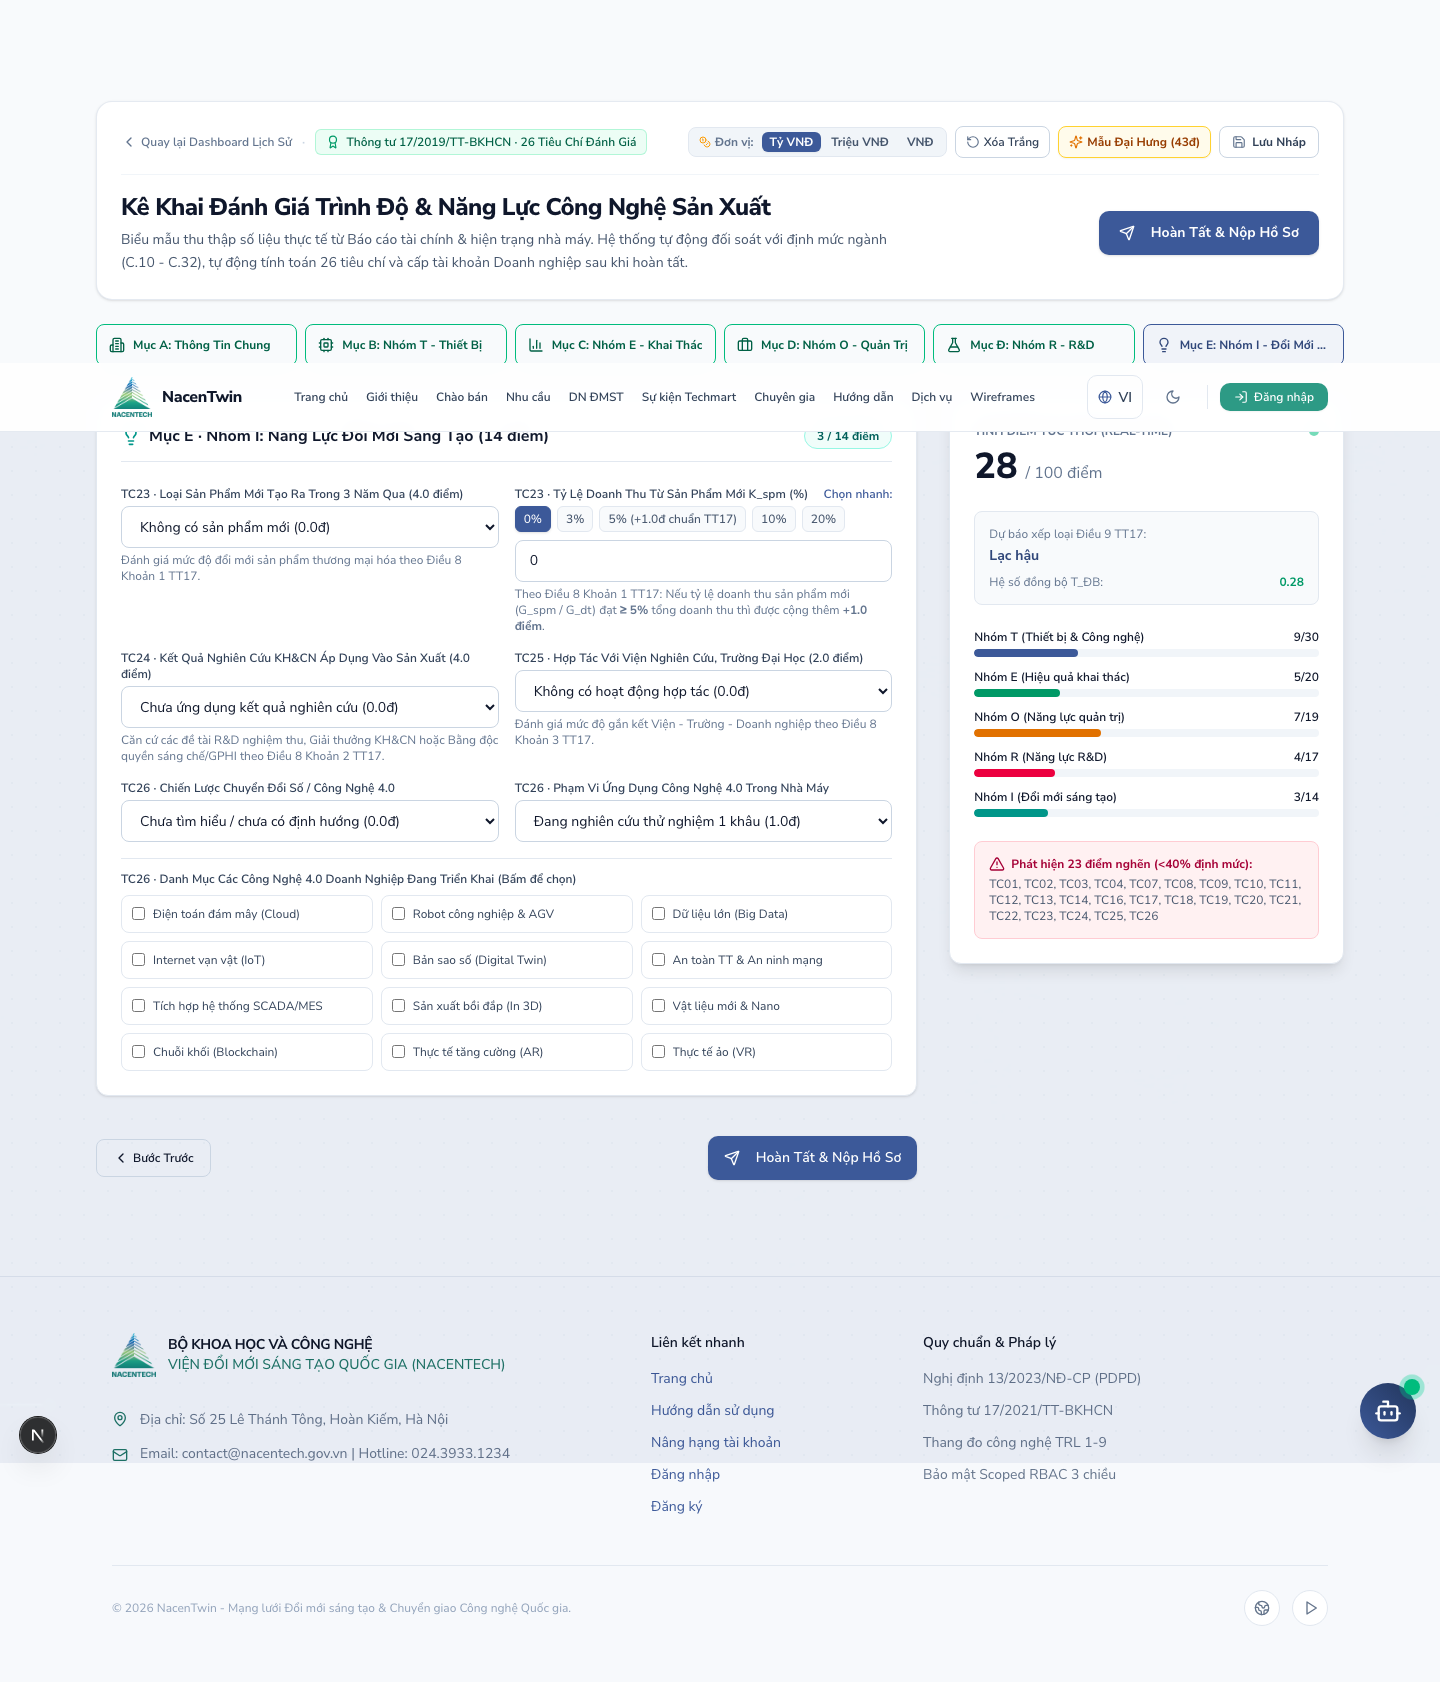 Quay lại Dashboard Lịch Sử
·
Thông tư 17/2019/TT-BKHCN · 26 Tiêu Chí Đánh Giá
Đơn vị: Tỷ VNĐ Triệu VNĐ VNĐ
Xóa Trắng
Mẫu Đại Hưng (43đ)
Lưu Nháp
Kê Khai Đánh Giá Trình Độ & Năng Lực Công Nghệ Sản Xuất
Biểu mẫu thu thập số liệu thực tế từ Báo cáo tài chính & hiện trạng nhà máy. Hệ thống tự động đối soát với định mức ngành
(C.10 - C.32), tự động tính toán 26 tiêu chí và cấp tài khoản Doanh nghiệp sau khi hoàn tất.
Hoàn Tất & Nộp Hồ Sơ
Mục A: Thông Tin Chung
Mục B: Nhóm T - Thiết Bị
Mục C: Nhóm E - Khai Thác
Mục D: Nhóm O - Quản Trị
Mục Đ: Nhóm R - R&D
Mục E: Nhóm I - Đổi Mới ...
NACENTECH
NacenTwin
Trang chủ
Giới thiệu
Chào bán
Nhu cầu
DN ĐMST
Sự kiện Techmart
Chuyên gia
Hướng dẫn
Dịch vụ
Wireframes
VI
Đăng nhập
Mục E · Nhóm I: Năng Lực Đổi Mới Sáng Tạo (14 điểm)
3 / 14 điểm
TC23 · Loại Sản Phẩm Mới Tạo Ra Trong 3 Năm Qua (4.0 điểm)
Không có sản phẩm mới (0.0đ)
Đánh giá mức độ đổi mới sản phẩm thương mại hóa theo Điều 8
Khoản 1 TT17.
TC23 · Tỷ Lệ Doanh Thu Từ Sản Phẩm Mới K_spm (%)
Chọn nhanh:
0%
3%
5% (+1.0đ chuẩn TT17)
10%
20%
0
Theo Điều 8 Khoản 1 TT17: Nếu tỷ lệ doanh thu sản phẩm mới
(G_spm / G_dt) đạt ≥ 5% tổng doanh thu thì được cộng thêm +1.0
điểm.
TC24 · Kết Quả Nghiên Cứu KH&CN Áp Dụng Vào Sản Xuất (4.0
điểm)
Chưa ứng dụng kết quả nghiên cứu (0.0đ)
Căn cứ các đề tài R&D nghiệm thu, Giải thưởng KH&CN hoặc Bằng độc
quyền sáng chế/GPHI theo Điều 8 Khoản 2 TT17.
TC25 · Hợp Tác Với Viện Nghiên Cứu, Trường Đại Học (2.0 điểm)
Không có hoạt động hợp tác (0.0đ)
Đánh giá mức độ gắn kết Viện - Trường - Doanh nghiệp theo Điều 8
Khoản 3 TT17.
TC26 · Chiến Lược Chuyển Đổi Số / Công Nghệ 4.0
Chưa tìm hiểu / chưa có định hướng (0.0đ)
TC26 · Phạm Vi Ứng Dụng Công Nghệ 4.0 Trong Nhà Máy
Đang nghiên cứu thử nghiệm 1 khâu (1.0đ)
TC26 · Danh Mục Các Công Nghệ 4.0 Doanh Nghiệp Đang Triển Khai (Bấm để chọn)
Điện toán đám mây (Cloud)
Robot công nghiệp & AGV
Dữ liệu lớn (Big Data)
Internet vạn vật (IoT)
Bản sao số (Digital Twin)
An toàn TT & An ninh mạng
Tích hợp hệ thống SCADA/MES
Sản xuất bồi đắp (In 3D)
Vật liệu mới & Nano
Chuỗi khối (Blockchain)
Thực tế tăng cường (AR)
Thực tế ảo (VR)
TÍNH ĐIỂM TỨC THỜI (REAL-TIME)
28 / 100 điểm
Dự báo xếp loại Điều 9 TT17:
Lạc hậu
Hệ số đồng bộ T_ĐB:
0.28
Nhóm T (Thiết bị & Công nghệ)
9/30
Nhóm E (Hiệu quả khai thác)
5/20
Nhóm O (Năng lực quản trị)
7/19
Nhóm R (Năng lực R&D)
4/17
Nhóm I (Đổi mới sáng tạo)
3/14
Phát hiện 23 điểm nghẽn (<40% định mức):
TC01, TC02, TC03, TC04, TC07, TC08, TC09, TC10, TC11,
TC12, TC13, TC14, TC16, TC17, TC18, TC19, TC20, TC21,
TC22, TC23, TC24, TC25, TC26
Bước Trước
Hoàn Tất & Nộp Hồ Sơ
NACENTECH
BỘ KHOA HỌC VÀ CÔNG NGHỆ
VIỆN ĐỔI MỚI SÁNG TẠO QUỐC GIA (NACENTECH)
Địa chỉ: Số 25 Lê Thánh Tông, Hoàn Kiếm, Hà Nội
Email: contact@nacentech.gov.vn | Hotline: 024.3933.1234
Liên kết nhanh
Trang chủ
Hướng dẫn sử dụng
Nâng hạng tài khoản
Đăng nhập
Đăng ký
Quy chuẩn & Pháp lý
Nghị định 13/2023/NĐ-CP (PDPD)
Thông tư 17/2021/TT-BKHCN
Thang đo công nghệ TRL 1-9
Bảo mật Scoped RBAC 3 chiều
N
© 2026 NacenTwin - Mạng lưới Đổi mới sáng tạo & Chuyển giao Công nghệ Quốc gia.